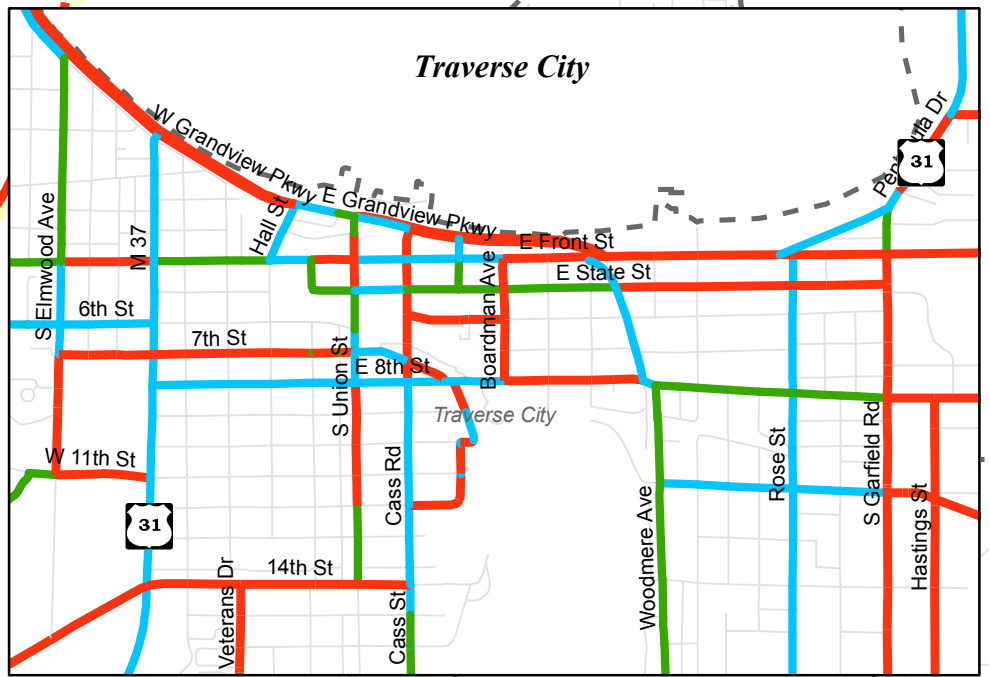 Traverse City
W Grandview Pkwy
E Grandview Pkwy
31
Hall St
E Front St
M 37
S Elmwood Ave
E State St
Boardman Ave
6th St
7th St
S Union St
E 8th St
Traverse City
W 11th St
Cass Rd
Rose St
S Garfield Rd
31
Woodmere Ave
Hastings St
14th St
Veterans Dr
Cass St